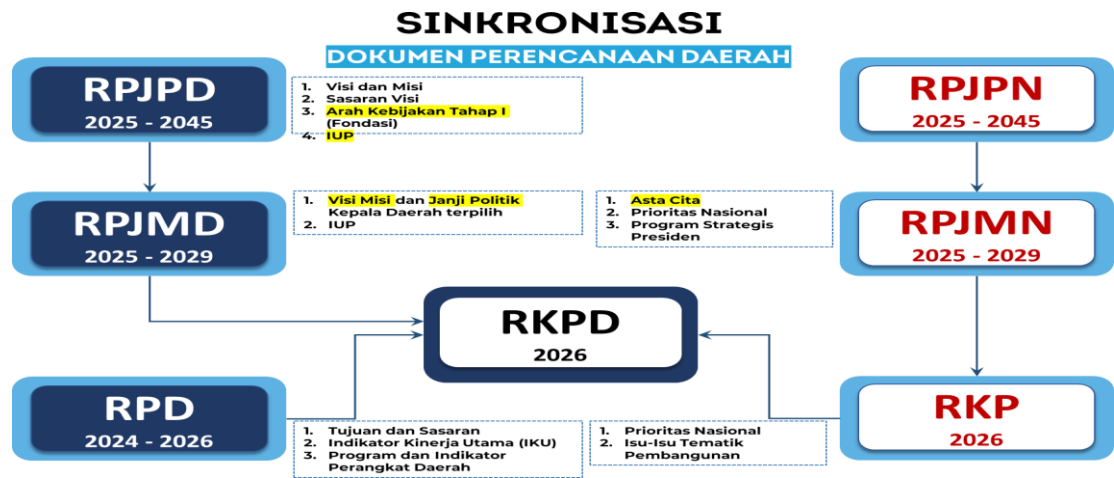 SINKRONISASI
DOKUMEN PERENCANAAN DAERAH
RPJPD
2025 - 2045
1. Visi dan Misi
2. Sasaran Visi
3. Arah Kebijakan Tahap I
(Fondasi)
4. IUP
RPJPN
2025 - 2045
RPJMD
2025 - 2029
1. Visi Misi dan Janji Politik
Kepala Daerah terpilih
2. IUP
1. Asta Cita
2. Prioritas Nasional
3. Program Strategis
Presiden
RPJMN
2025 - 2029
RKPD
2026
RPD
2024 - 2026
1. Tujuan dan Sasaran
2. Indikator Kinerja Utama (IKU)
3. Program dan Indikator
Perangkat Daerah
1. Prioritas Nasional
2. Isu-Isu Tematik
Pembangunan
RKP
2026